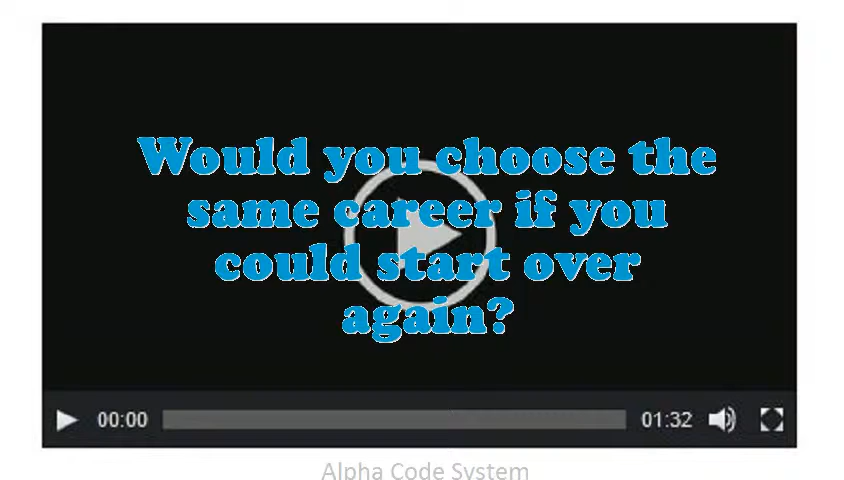 Would you choose the
same career if you
could start over
again?
00:00 01:32
Alpha Code System